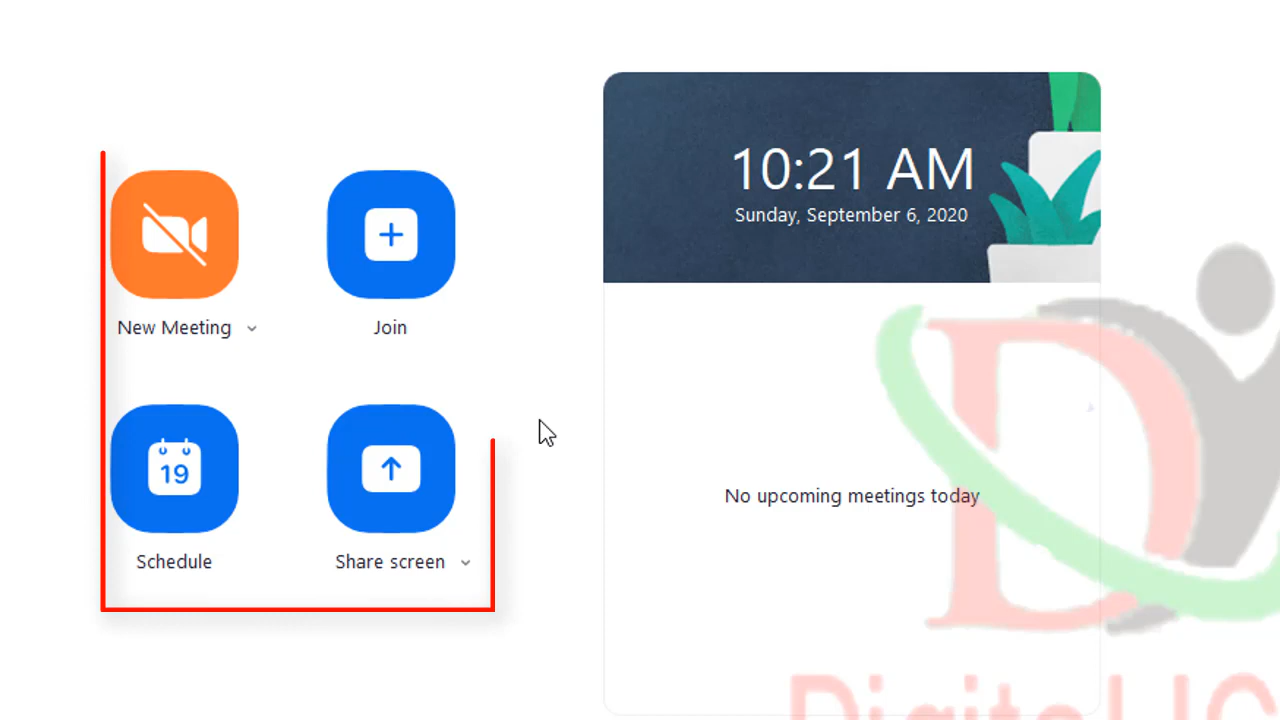 10:21 AM
Sunday, September 6, 2020
New Meeting
Join
19
Schedule
Share screen
No upcoming meetings today